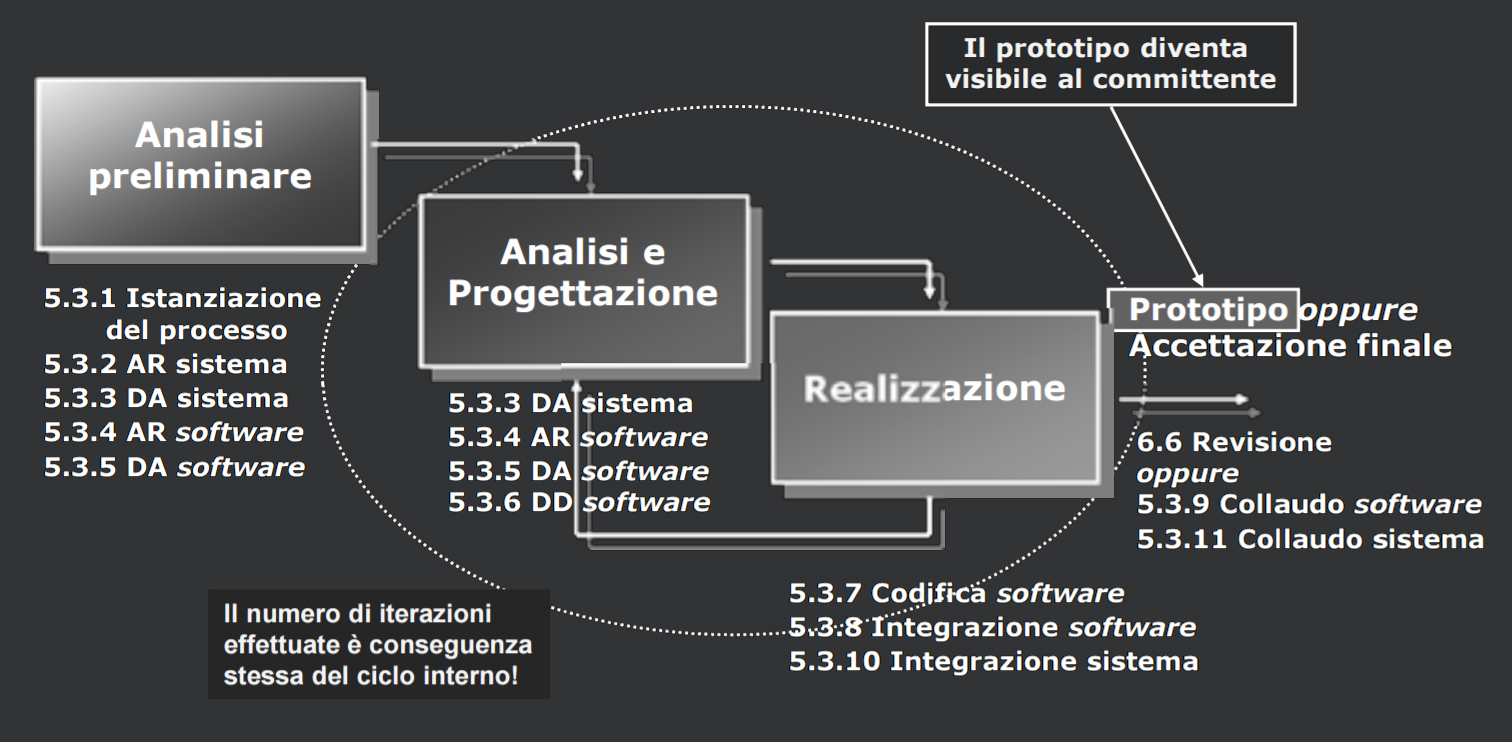 Il prototipo diventa
visibile al committente
Analisi
preliminare
5.3.1 Istanziazione
del processo
5.3.2 AR sistema
5.3.3 DA sistema
5.3.4 AR software
5.3.5 DA software
Analisi e
Progettazione
5.3.3 DA sistema
5.3.4 AR software
5.3.5 DA software
5.3.6 DD software
Realizzazione
5.3.7 Codifica software
5.3.8 Integrazione software
5.3.10 Integrazione sistema
Prototipo oppure
Accettazione finale
6.6 Revisione
oppure
5.3.9 Collaudo software
5.3.11 Collaudo sistema
Il numero di iterazioni
effettuate è conseguenza
stessa del ciclo interno!